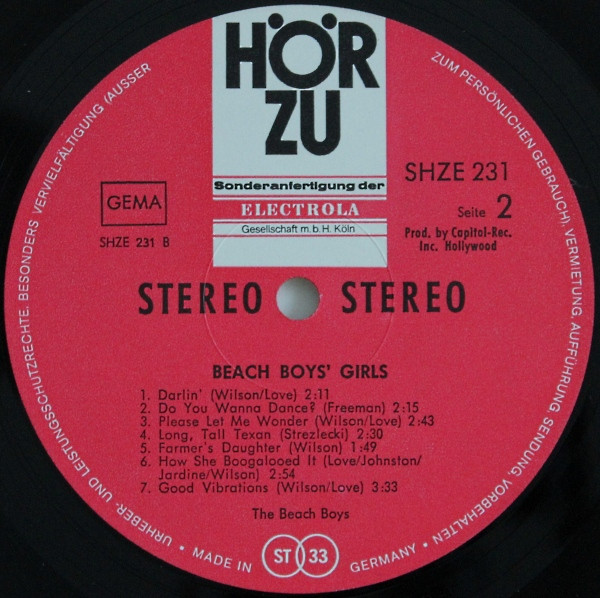 HÖR
ZU
Sonderanfertigung der
ELECTROLA
Gesellschaft m.b.H. Köln
GEMA
SHZE 231 B
SHZE 231
Seite 2
Prod. by Capitol-Rec.
Inc. Hollywood
STEREO STEREO
BEACH BOYS' GIRLS
1. Darlin' (Wilson/Love) 2:11
2. Do You Wanna Dance? (Freeman) 2:15
3. Please Let Me Wonder (Wilson/Love) 2:43
4. Long, Tall Texan (Strezlecki) 2:30
5. Farmer's Daughter (Wilson) 1:49
6. How She Boogalooed It (Love/Johnston/
Jardine/Wilson) 2:54
7. Good Vibrations (Wilson/Love) 3:33
The Beach Boys
URHEBER- UND LEISTUNGSSCHUTZRECHTE, BESONDERS VERVIELFÄLTIGUNG (AUSSER
ZUM PERSÖNLICHEN GEBRAUCH), VERMIETUNG, AUFFÜHRUNG, SENDUNG, VORBEHALTEN
• MADE IN ST 33 GERMANY •